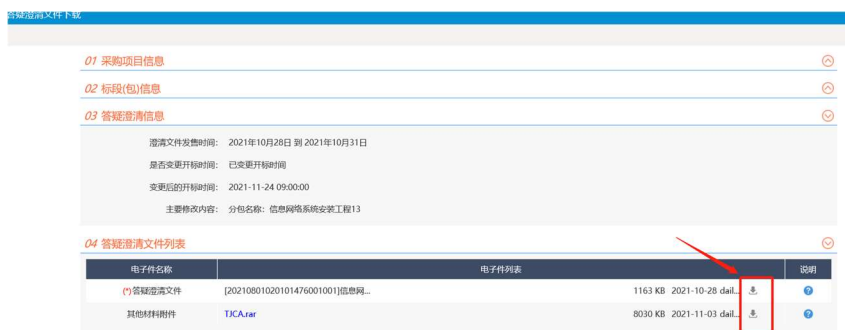 答疑澄清文件下载
01 采购项目信息
02 标段(包)信息
03 答疑澄清信息
澄清文件发售时间: 2021年10月28日 到 2021年10月31日
是否变更开标时间: 已变更开标时间
变更后的开标时间: 2021-11-24 09:00:00
主要修改内容: 分包名称：信息网络系统安装工程13
04 答疑澄清文件列表
电子件名称 电子件列表 说明
(*)答疑澄清文件 [20210801020101476001001]信息网... 1163 KB 2021-10-28 dail...
其他材料附件 TJCA.rar 8030 KB 2021-11-03 dail...